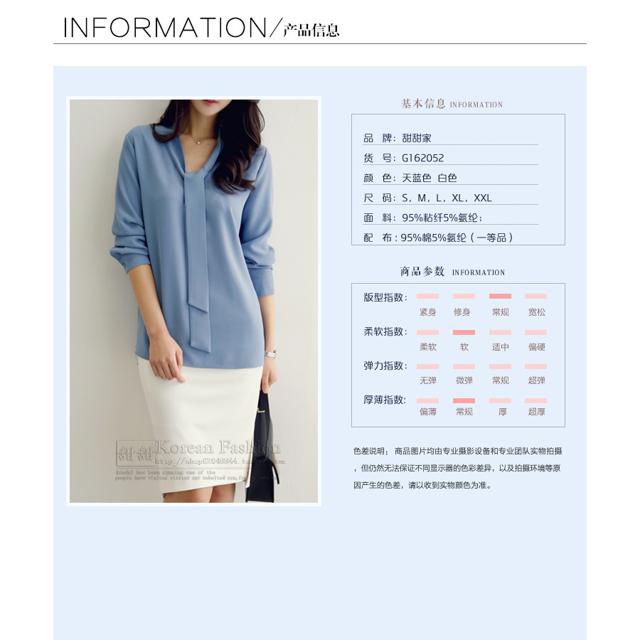 INFORMATION/产品信息
基本信息 INFORMATION
品 牌：甜甜家
货 号：G162052
颜 色：天蓝色 白色
尺 码：S，M，L，XL，XXL
面 料：95%粘纤5%氨纶；
配 布：95%棉5%氨纶（一等品）
商品参数 INFORMATION
版型指数：
紧身 修身 常规 宽松
柔软指数：
柔软 软 适中 偏硬
弹力指数：
无弹 微弹 常规 超弹
厚薄指数：
偏薄 常规 厚 超厚
色差说明； 商品图片均由专业摄影设备和专业团队实物拍摄
，但仍然无法保证不同显示器的色彩差异，以及拍摄环境等原
因产生的色差，请以收到实物颜色为准。
Korean Fashion